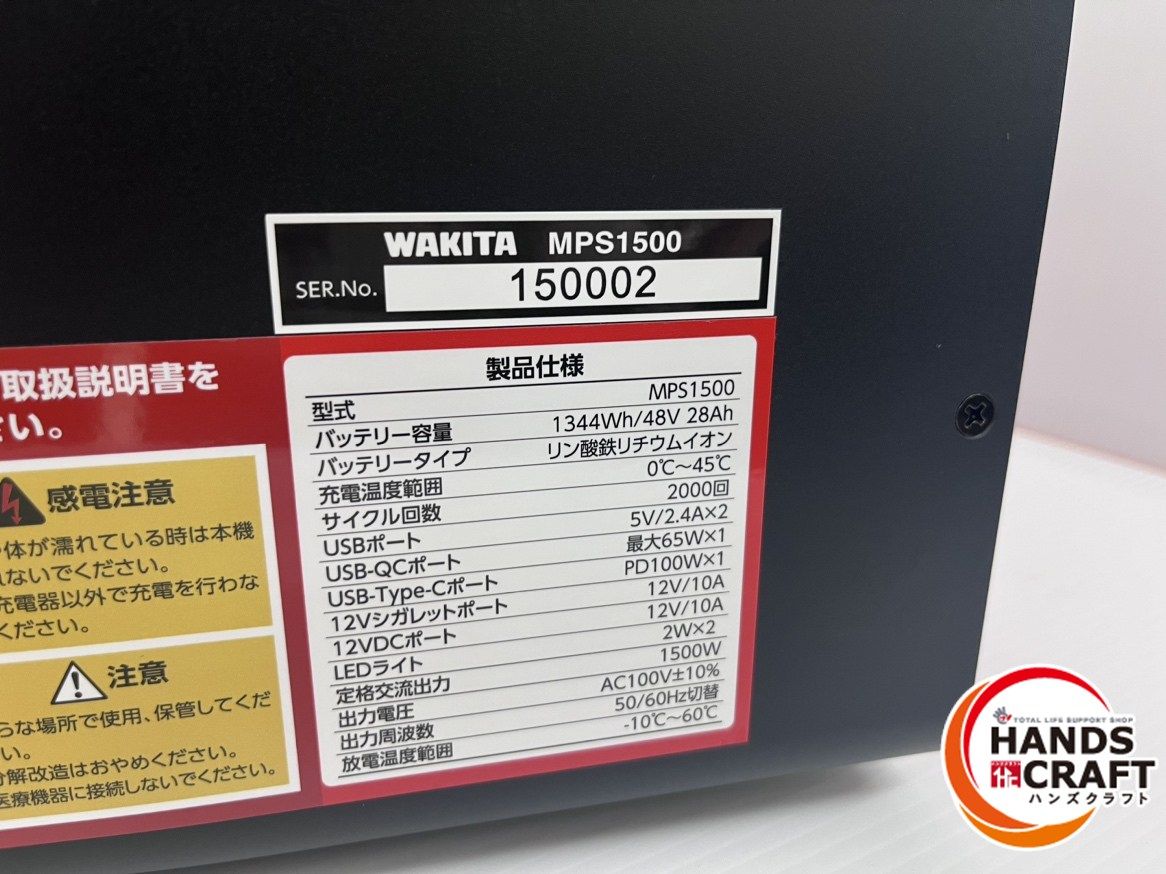 WAKITA MPS1500
SER.No. 150002
取扱説明書を
さい。
感電注意
体が濡れている時は本機
ないでください。
充電器以外で充電を行わな
ください。
注意
らな場所で使用、保管してくだ
い。
分解改造はおやめください。
医療機器に接続しないでください。
製品仕様
型式 MPS1500
バッテリー容量 1344Wh/48V 28Ah
バッテリータイプ リン酸鉄リチウムイオン
充電温度範囲 0℃～45℃
サイクル回数 2000回
USBポート 5V/2.4A×2
USB-QCポート 最大65W×1
USB-Type-Cポート PD100W×1
12Vシガレットポート 12V/10A
12VDCポート 12V/10A
LEDライト 2W×2
定格交流出力 1500W
出力電圧 AC100V±10%
出力周波数 50/60Hz切替
放電温度範囲 -10℃～60℃
TOTAL LIFE SUPPORT SHOP
HANDS
CRAFT
ハンズクラフト